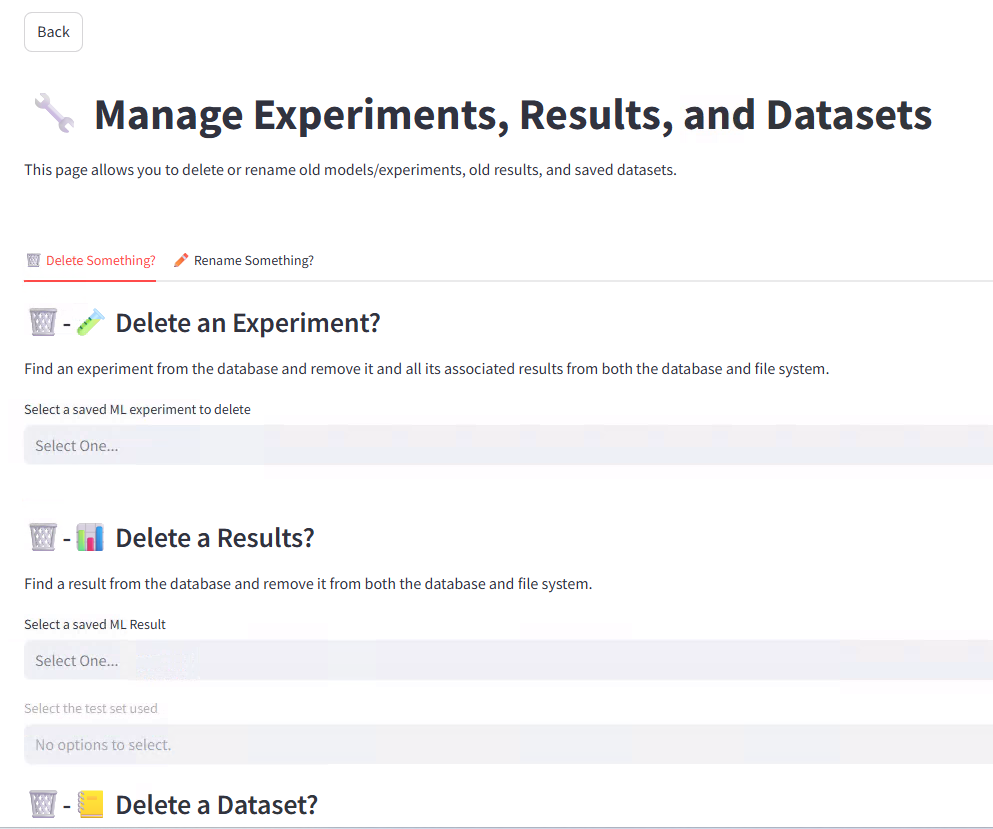 Back
Manage Experiments, Results, and Datasets
This page allows you to delete or rename old models/experiments, old results, and saved datasets.
Delete Something? Rename Something?
- Delete an Experiment?
Find an experiment from the database and remove it and all its associated results from both the database and file system.
Select a saved ML experiment to delete
Select One...
- Delete a Results?
Find a result from the database and remove it from both the database and file system.
Select a saved ML Result
Select One...
Select the test set used
No options to select.
- Delete a Dataset?